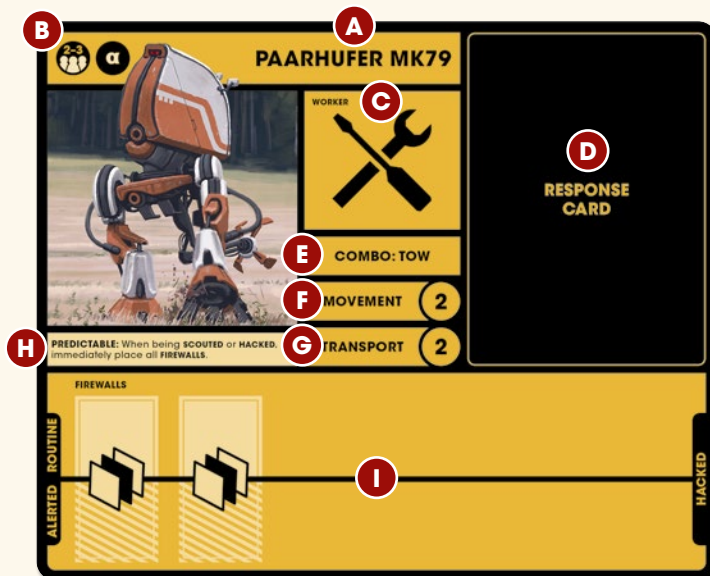 A
B
2-3
α
PAARHUFER MK79
WORKER
C
D
RESPONSE
CARD
E
COMBO: TOW
F
MOVEMENT
2
H
PREDICTABLE: When being SCOUTED or HACKED,
immediately place all FIREWALLS.
G
TRANSPORT
2
FIREWALLS
ROUTINE
ALERTED
I
HACKED